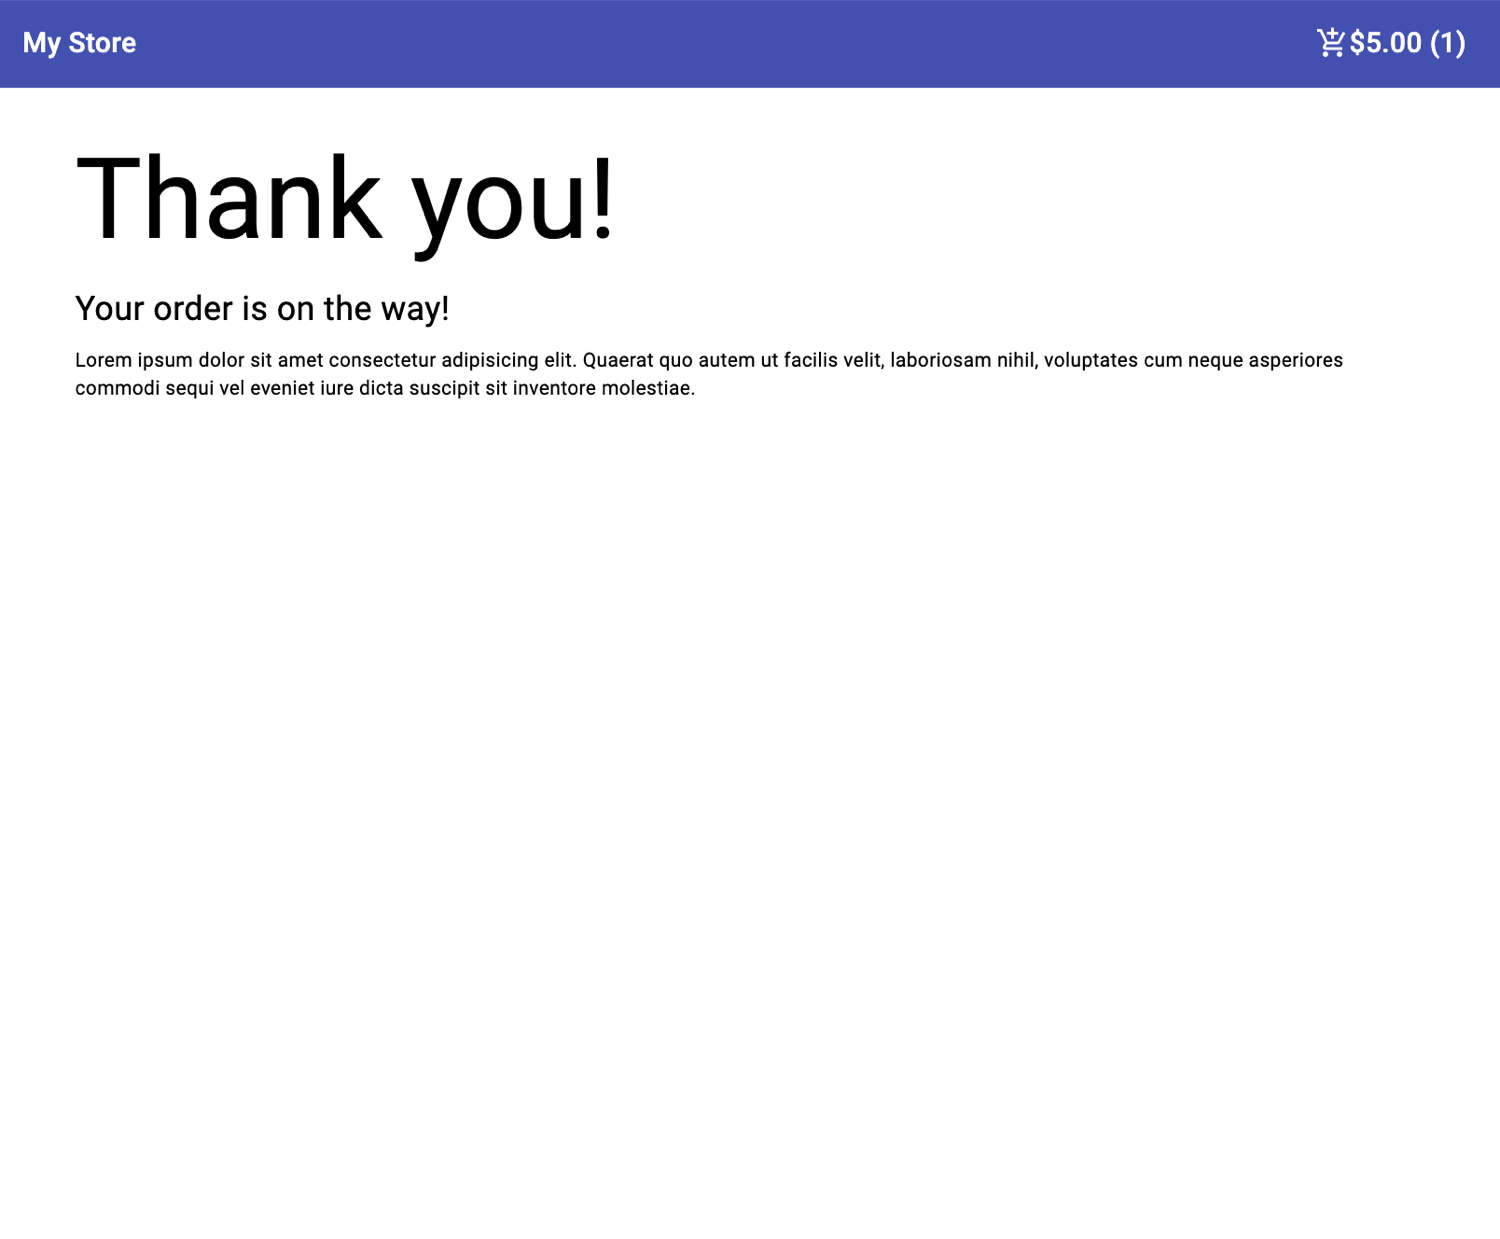 My Store
$5.00 (1)
Thank you!
Your order is on the way!
Lorem ipsum dolor sit amet consectetur adipisicing elit. Quaerat quo autem ut facilis velit, laboriosam nihil, voluptates cum neque asperiores
commodi sequi vel eveniet iure dicta suscipit sit inventore molestiae.